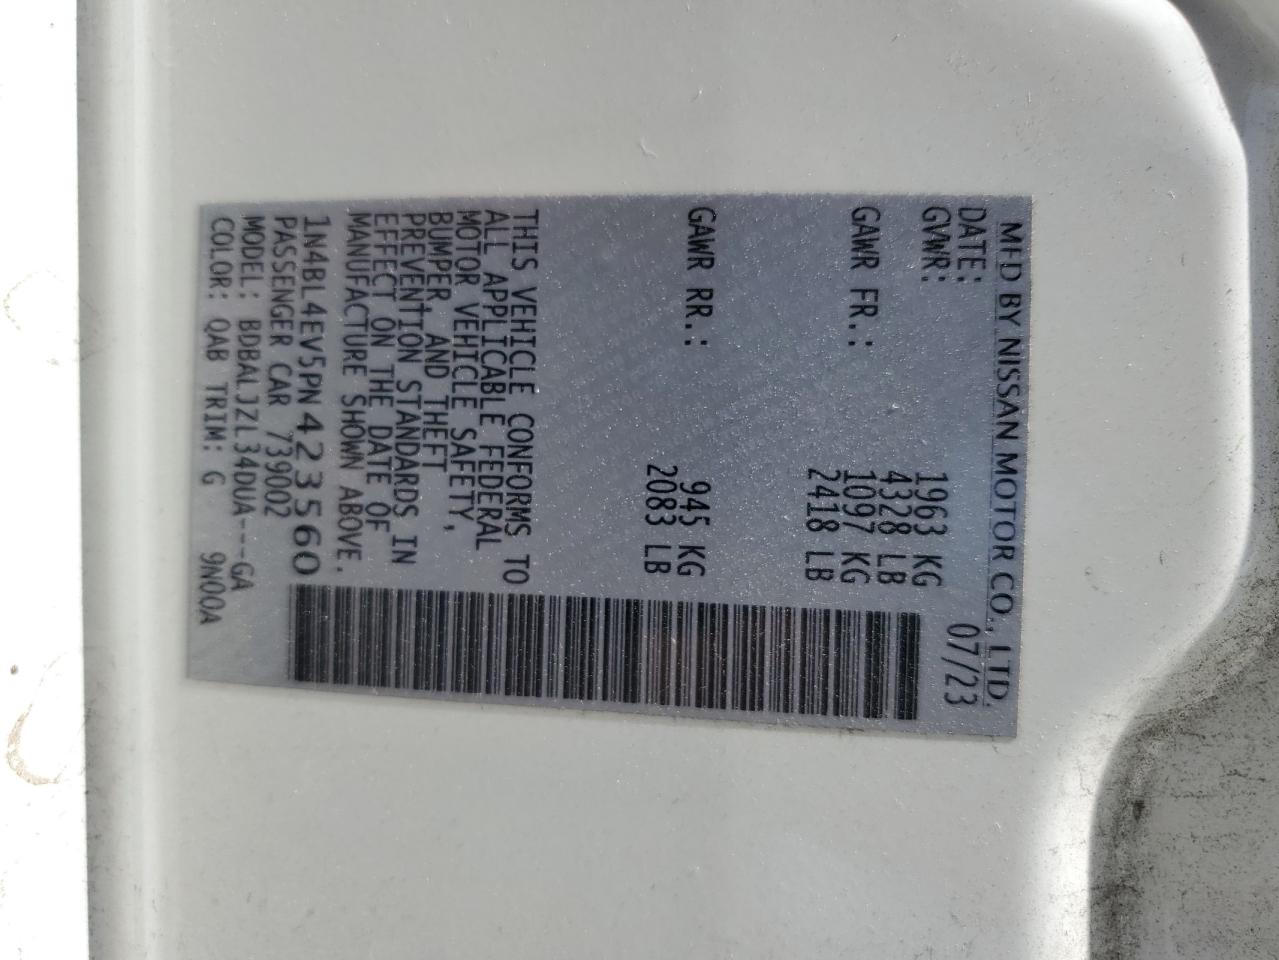 MFD BY NISSAN MOTOR CO., LTD.
DATE: 07/23
GVWR: 1963 KG
4328 LB
GAWR FR.: 1097 KG
2418 LB
GAWR RR.: 945 KG
2083 LB
THIS VEHICLE CONFORMS TO
ALL APPLICABLE FEDERAL
MOTOR VEHICLE SAFETY,
BUMPER, AND THEFT
PREVENTION STANDARDS IN
EFFECT ON THE DATE OF
MANUFACTURE SHOWN ABOVE.
1N4BL4EV5PN423560
PASSENGER CAR 739002
MODEL: BDBALJZL34DUA---GA
COLOR: QAB TRIM: G 9N00A